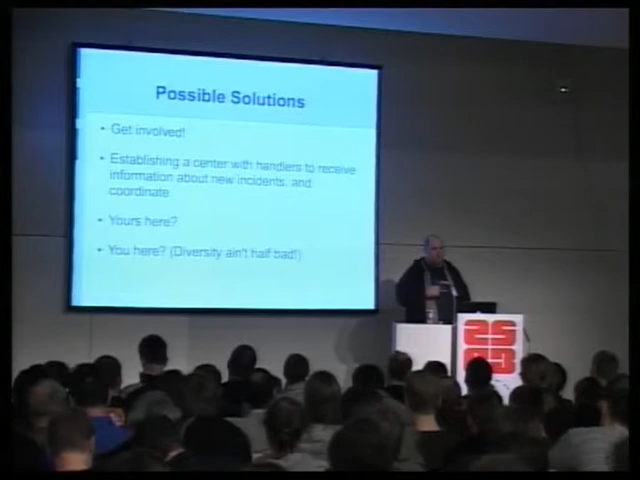 Possible Solutions
• Get involved!
• Establishing a center with handlers to receive
information about new incidents, and
coordinate
• Yours here?
• You here? (Diversity ain't half bad!)